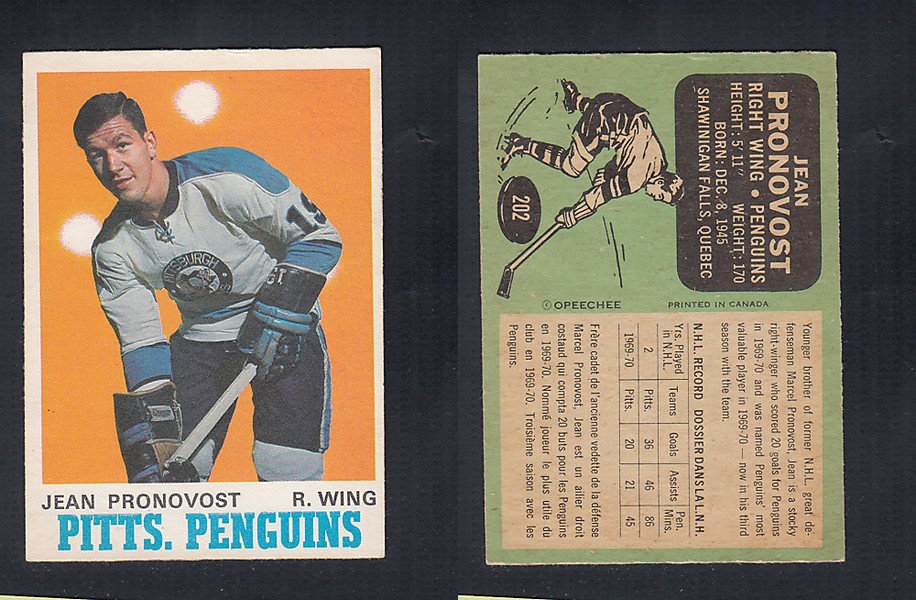 PITTSBURGH
19
JEAN PRONOVOST R. WING
PITTS. PENGUINS
JEAN
PRONOVOST
RIGHT WING • PENGUINS
HEIGHT: 5' 11" WEIGHT: 170
BORN: DEC. 8, 1945
SHAWINIGAN FALLS, QUEBEC
202
© OPEECHEE PRINTED IN CANADA
Younger brother of former N.H.L. great de-
fenseman Marcel Pronovost, Jean is a stocky
right-winger who scored 20 goals for Penguins
in 1969-70 and was named Penguins' most
valuable player in 1969-70 — now in his third
season with the team.
N.H.L. RECORD DOSSIER DANS LA L.N.H.
Yrs. Played in N.H.L. Teams Goals Assists Pen. Mins.
2 Pitts. 36 46 86
1969-70 Pitts. 20 21 45
Frère cadet de l'ancienne vedette de la défense
Marcel Pronovost, Jean est un ailier droit
costaud qui compta 20 buts pour les Penguins
en 1969-70. Nommé joueur le plus utile du
club en 1969-70. Troisième saison avec les
Penguins.